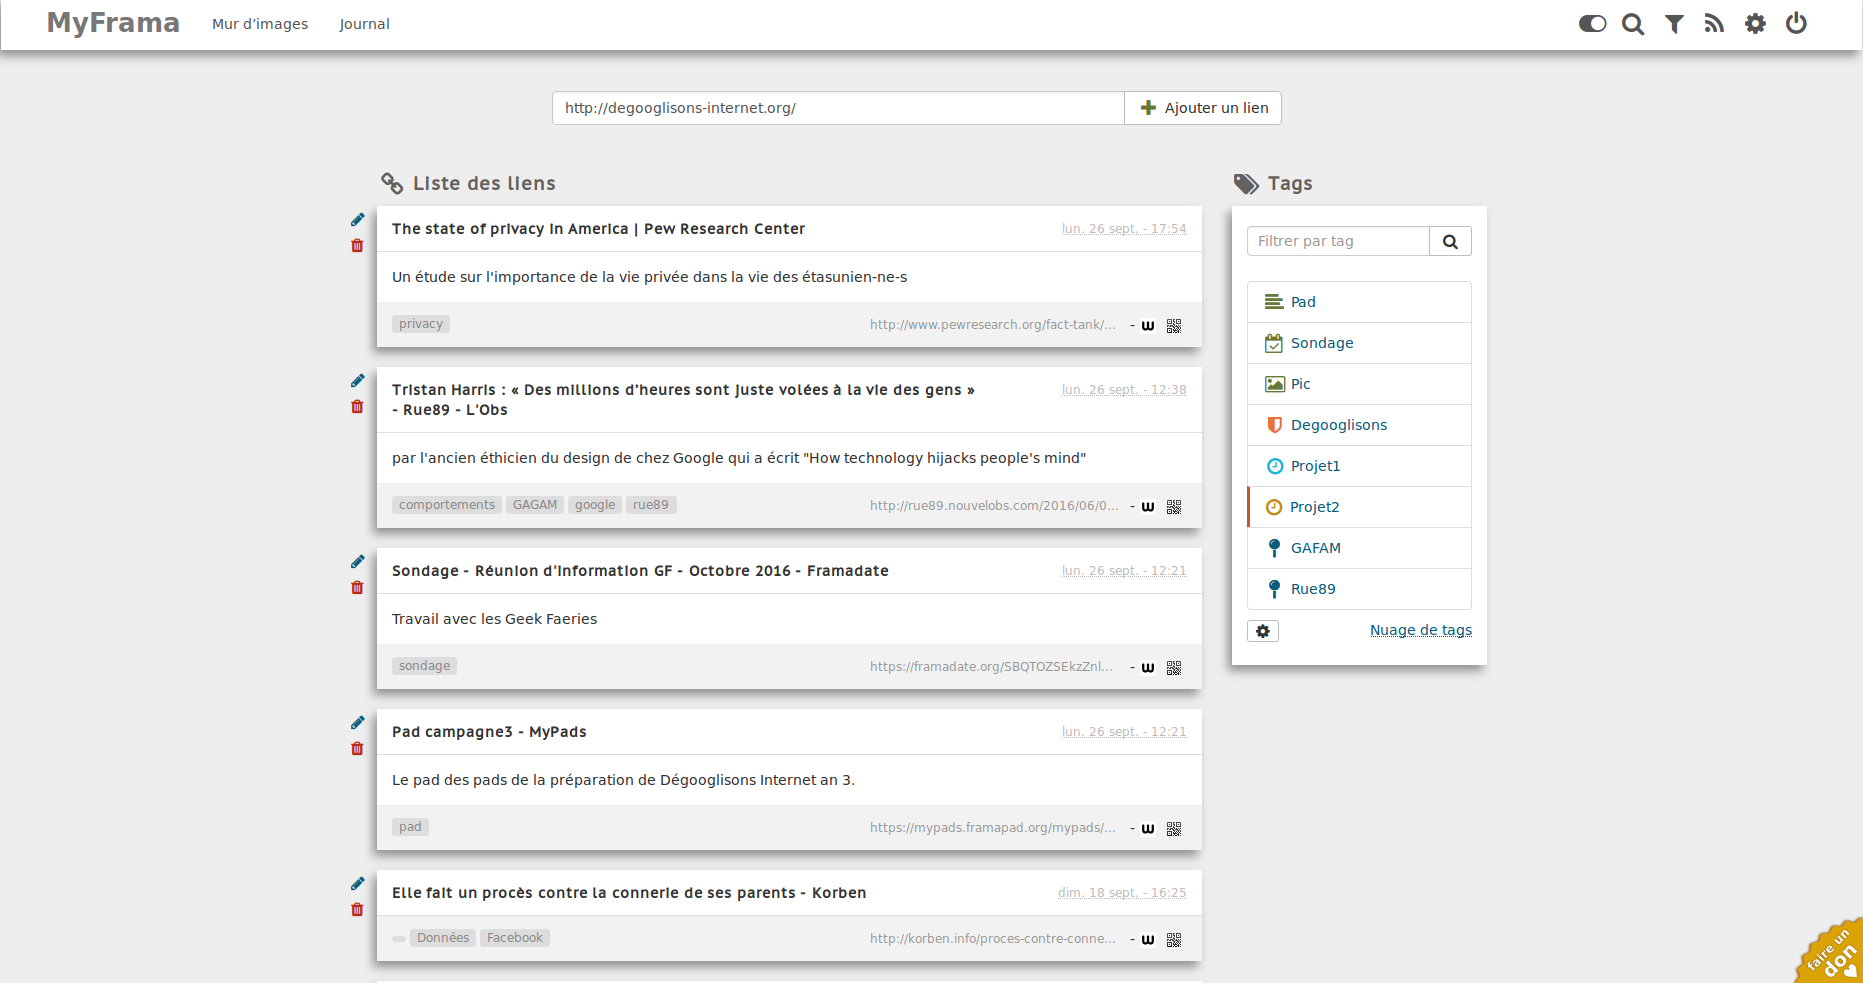 MyFrama
Mur d’images
Journal
http://degooglisons-internet.org/
Ajouter un lien
Liste des liens
The state of privacy in America | Pew Research Center
lun. 26 sept. - 17:54
Un étude sur l'importance de la vie privée dans la vie des étasunien-ne-s
privacy
http://www.pewresearch.org/fact-tank/...
- w
Tristan Harris : « Des millions d’heures sont juste volées à la vie des gens »
- Rue89 - L'Obs
lun. 26 sept. - 12:38
par l'ancien éthicien du design de chez Google qui a écrit "How technology hijacks people's mind"
comportements GAGAM google rue89
http://rue89.nouvelobs.com/2016/06/0...
- w
Sondage - Réunion d'information GF - Octobre 2016 - Framadate
lun. 26 sept. - 12:21
Travail avec les Geek Faeries
sondage
https://framadate.org/SBQTOZSEkzZnl...
- w
Pad campagne3 - MyPads
lun. 26 sept. - 12:21
Le pad des pads de la préparation de Dégooglisons Internet an 3.
pad
https://mypads.framapad.org/mypads/...
- w
Elle fait un procès contre la connerie de ses parents - Korben
dim. 18 sept. - 16:25
Données Facebook
http://korben.info/proces-contre-conne...
- w
Tags
Filtrer par tag
Pad
Sondage
Pic
Degooglisons
Projet1
Projet2
GAFAM
Rue89
Nuage de tags
faire un
don